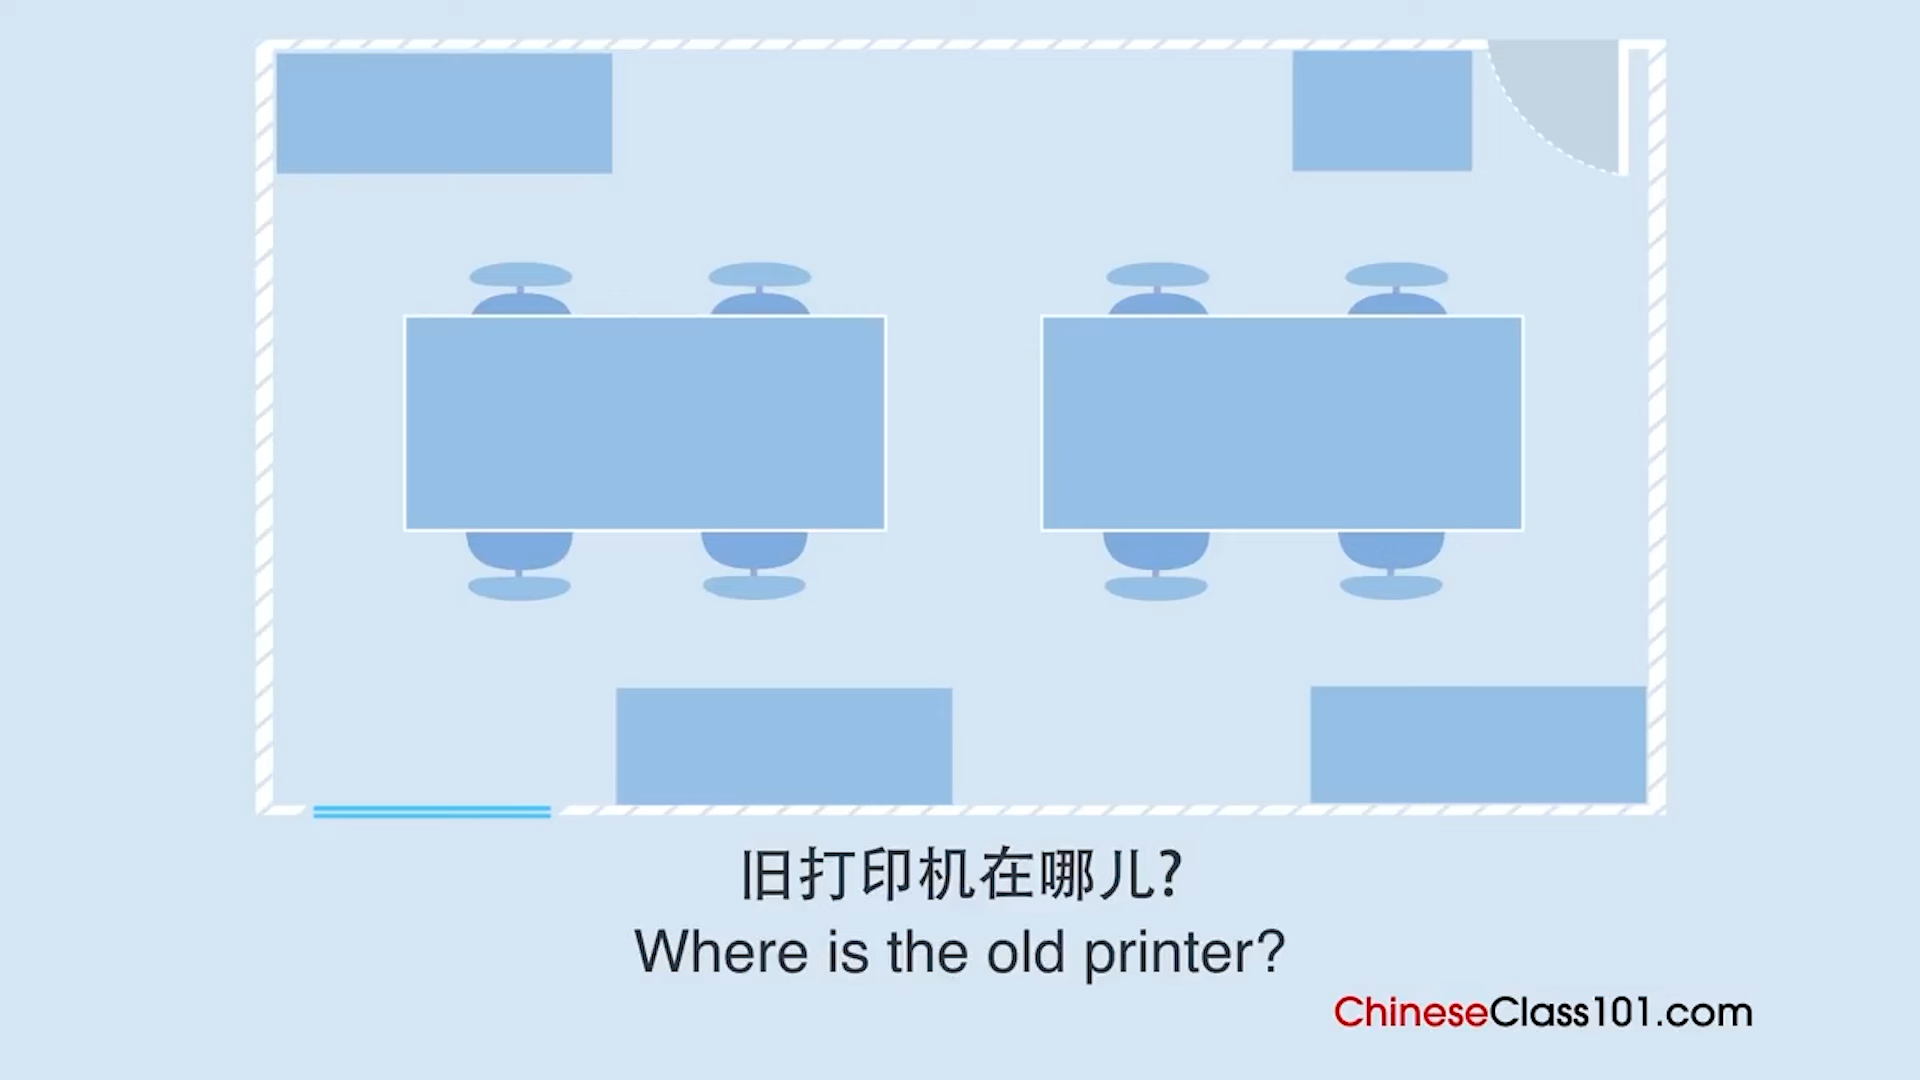 旧打印机在哪儿?
Where is the old printer?
ChineseClass101.com